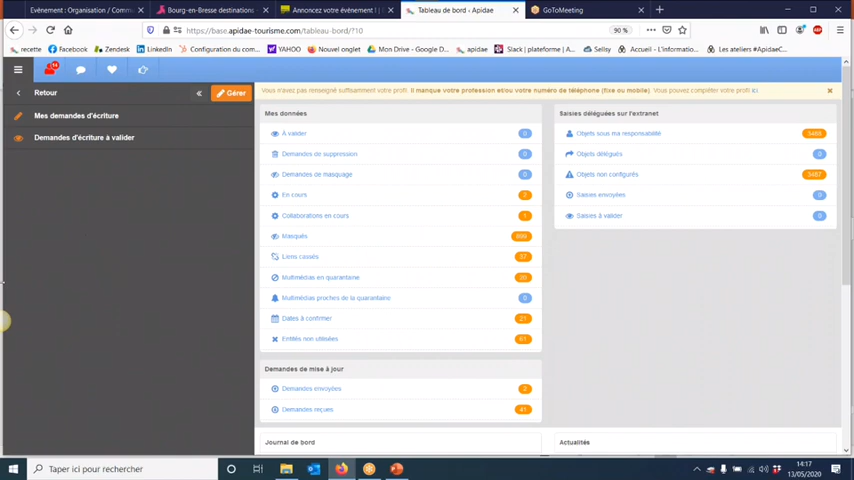 Evénement : Organisation / Comm
Bourg-en-Bresse destinations
Annoncez votre événement !
Tableau de bord - Apidae
GoToMeeting
https://base.apidae-tourisme.com/tableau-bord/?10
90 %
recette
Facebook
Zendesk
LinkedIn
Configuration du com...
YAHOO
Nouvel onglet
Mon Drive - Google D...
apidae
Slack | plateforme | A...
Sellsy
Accueil - L'informatio...
Les ateliers #ApidaeC...
Retour
«
Gérer
Mes demandes d'écriture
Demandes d'écriture à valider
Vous n'avez pas renseigné suffisamment votre profil. Il manque votre profession et/ou votre numéro de téléphone (fixe ou mobile). Vous pouvez compléter votre profil ici.
Mes données
À valider 0
Demandes de suppression 0
Demandes de masquage 0
En cours
Collaborations en cours
Masqués
Liens cassés 37
Multimédias en quarantaine
Multimédias proches de la quarantaine 0
Dates à confirmer 21
Entités non utilisées 61
Demandes de mise à jour
Demandes envoyées
Demandes reçues
Journal de bord
Saisies déléguées sur l'extranet
Objets sous ma responsabilité
Objets délégués 0
Objets non configurés 3487
Saisies envoyées 0
Saisies à valider 0
Actualités
Taper ici pour rechercher
14:17
13/05/2020